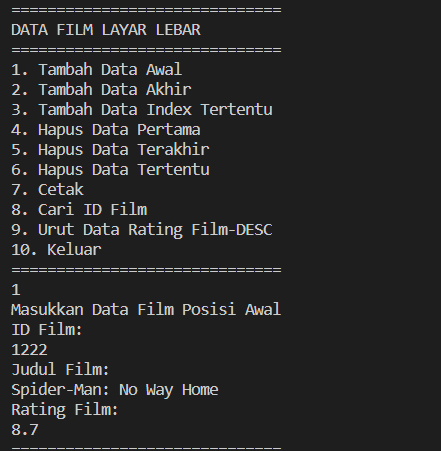 ==============================
DATA FILM LAYAR LEBAR
==============================
1. Tambah Data Awal
2. Tambah Data Akhir
3. Tambah Data Index Tertentu
4. Hapus Data Pertama
5. Hapus Data Terakhir
6. Hapus Data Tertentu
7. Cetak
8. Cari ID Film
9. Urut Data Rating Film-DESC
10. Keluar
==============================
1
Masukkan Data Film Posisi Awal
ID Film:
1222
Judul Film:
Spider-Man: No Way Home
Rating Film:
8.7
==============================